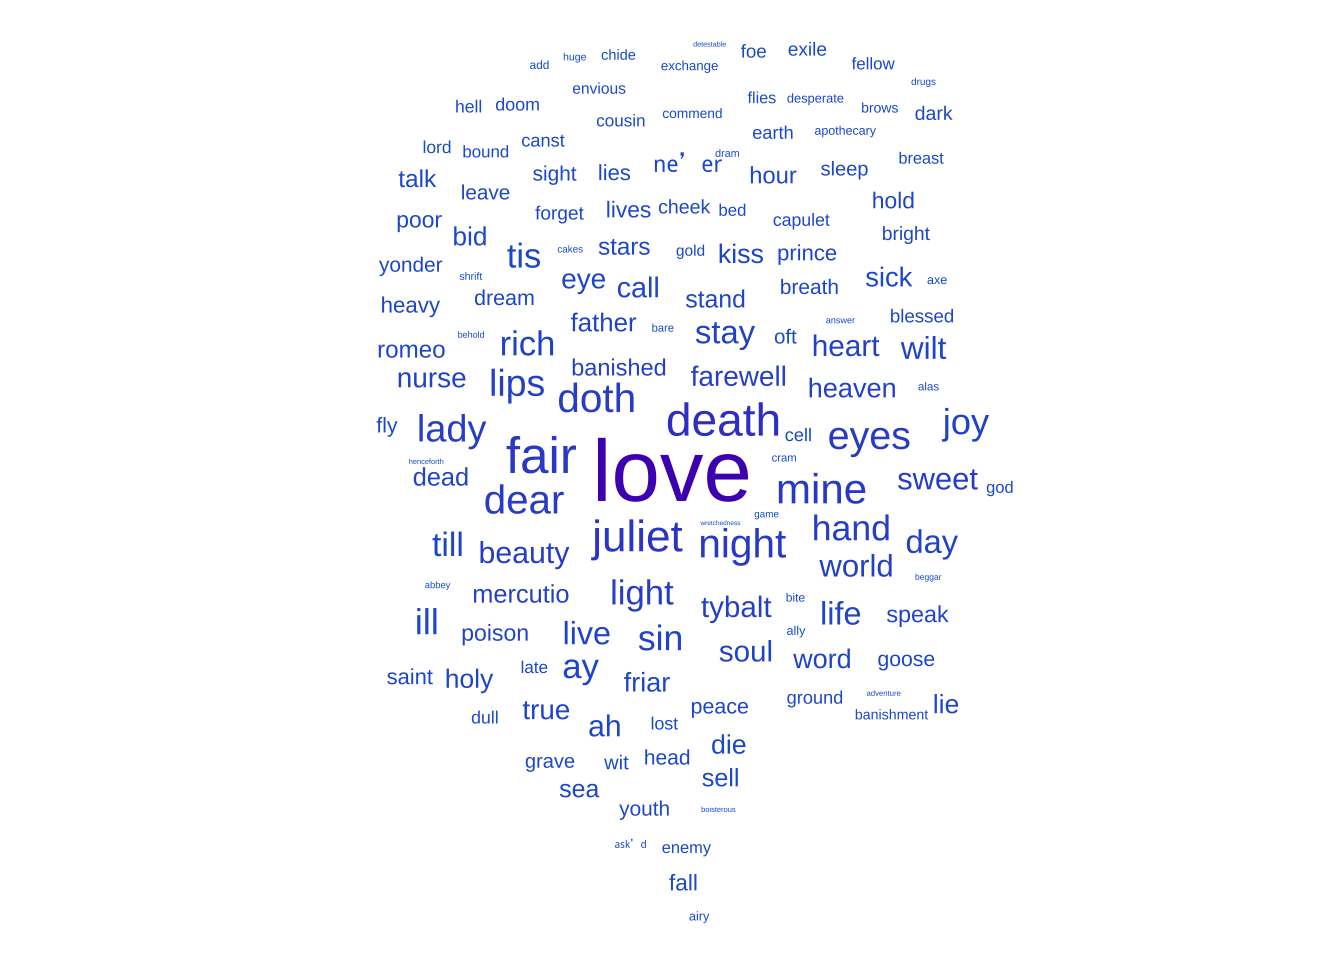 detestable
add huge chide exchange foe exile fellow
envious drugs
hell doom cousin commend flies desperate brows dark
lord bound canst earth apothecary
talk leave sight lies ne’er dram hour sleep breast
poor bid forget lives cheek bed capulet hold
yonder tis cakes stars gold kiss prince bright
shrift eye call breath sick axe
heavy dream father bare stand answer blessed
romeo behold rich stay oft heart wilt
nurse lips banished farewell heaven alas
doth death
fly lady fair love cell eyes joy
henceforth cram
dead dear mine sweet god
juliet wretchedness game hand
till beauty night day
world beggar
abbey mercutio light tybalt bite life speak
ill poison live sin ally
soul word goose
saint holy late ay friar
dull true ah lost peace ground adventure banishment lie
grave wit head die
sea sell
youth boisterous
ask’d enemy
fall
airy